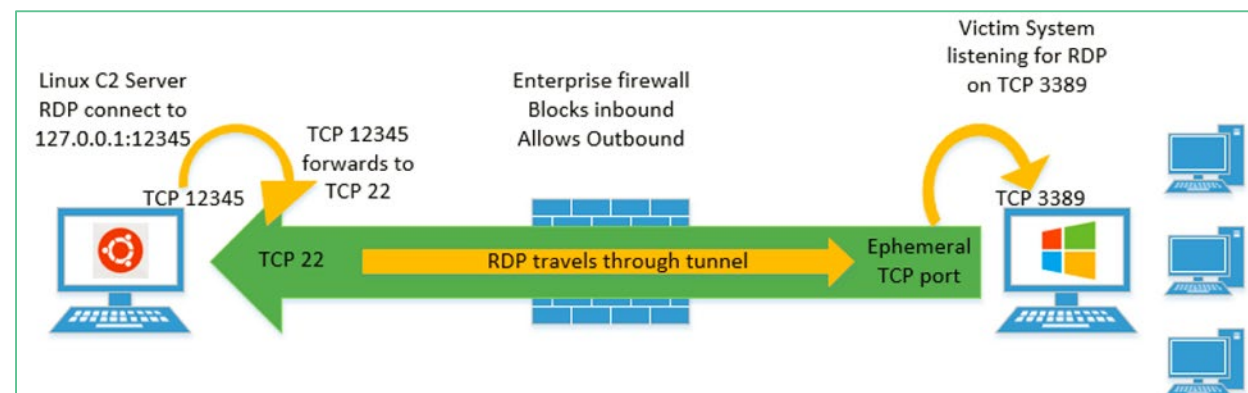 Linux C2 Server
RDP connect to
127.0.0.1:12345
TCP 12345
TCP 12345
forwards to
TCP 22
Enterprise firewall
Blocks inbound
Allows Outbound
Victim System
listening for RDP
on TCP 3389
TCP 3389
TCP 22
RDP travels through tunnel
Ephemeral
TCP port